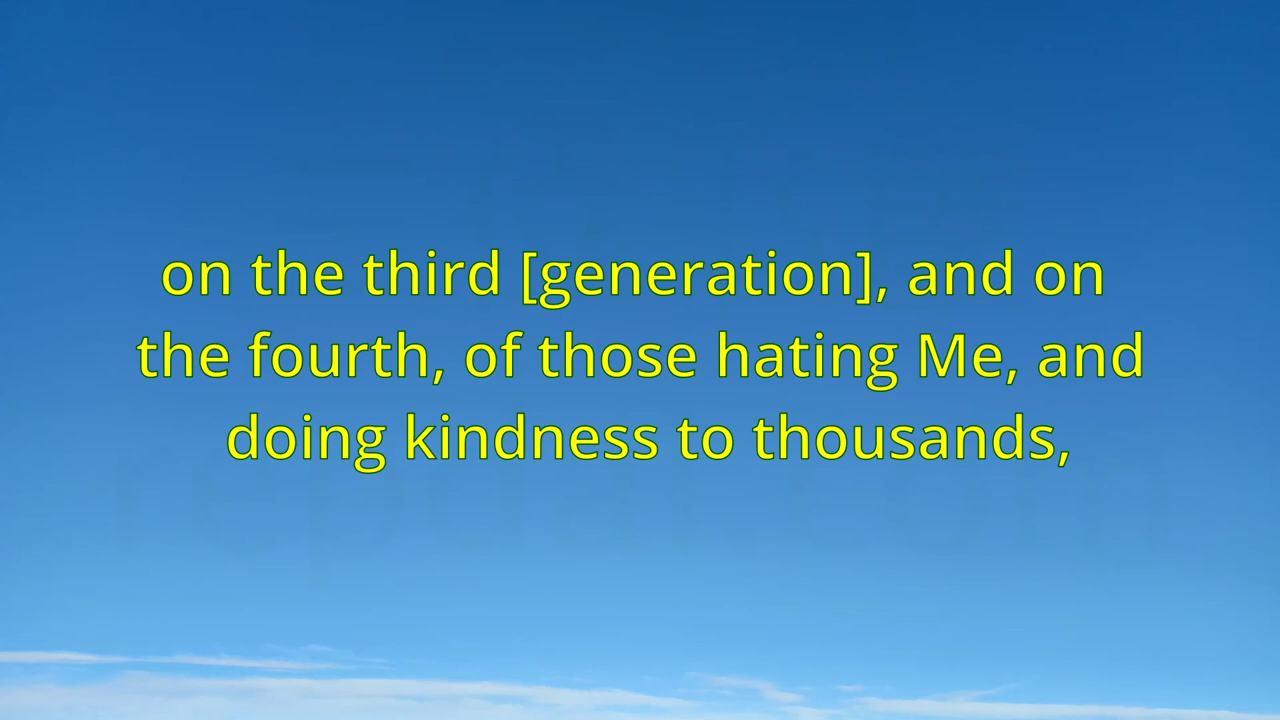 on the third [generation], and on
the fourth, of those hating Me, and
doing kindness to thousands,